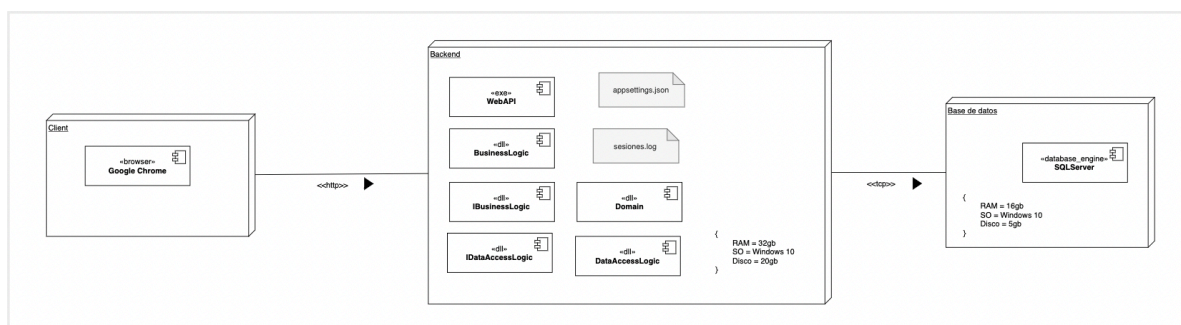 Client
«browser»
Google Chrome
<<http>>
Backend
«exe»
WebAPI
appsettings.json
«dll»
BusinessLogic
sesiones.log
«dll»
IBusinessLogic
«dll»
Domain
«dll»
IDataAccessLogic
«dll»
DataAccessLogic
{
RAM = 32gb
SO = Windows 10
Disco = 20gb
}
<<tcp>>
Base de datos
«database_engine»
SQLServer
{
RAM = 16gb
SO = Windows 10
Disco = 5gb
}